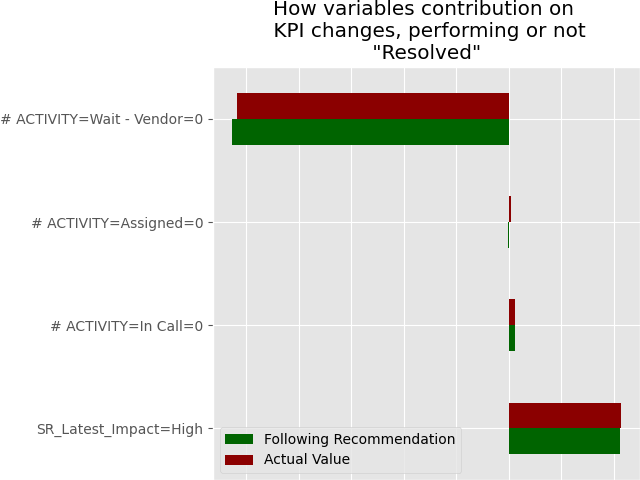 How variables contribution on
KPI changes, performing or not
"Resolved"
# ACTIVITY=Wait - Vendor=0
# ACTIVITY=Assigned=0
# ACTIVITY=In Call=0
SR_Latest_Impact=High
Following Recommendation
Actual Value